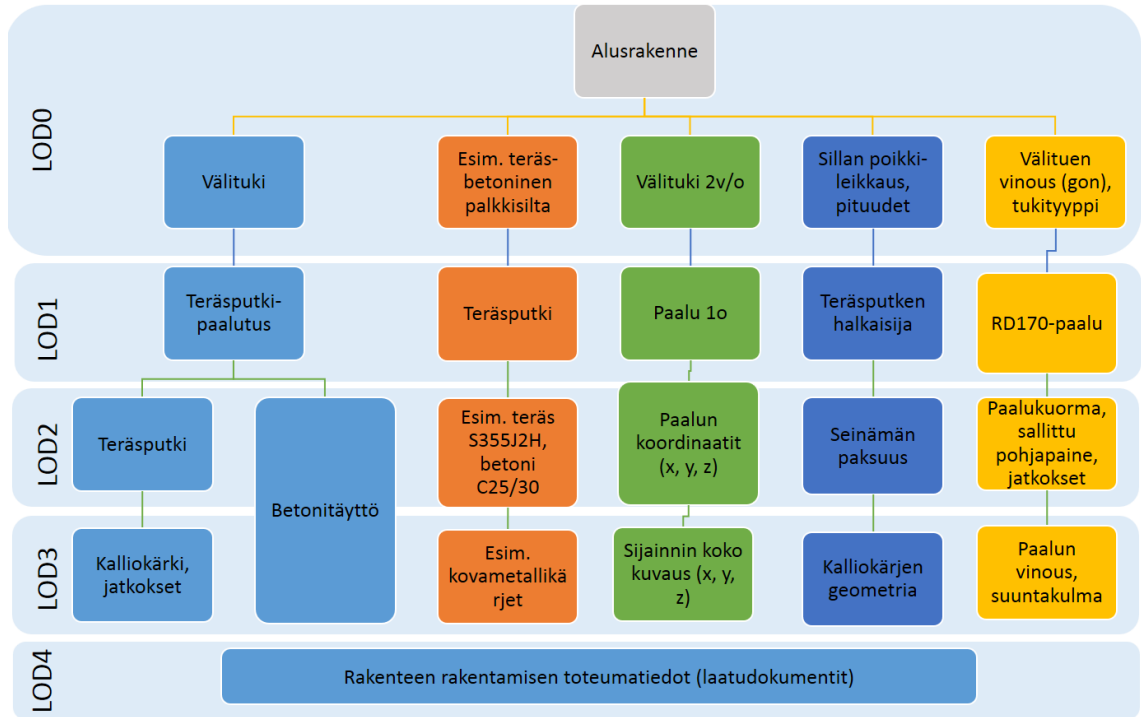 LOD0
Alusrakenne
Välituki
Esim. teräs-
betoninen
palkkisilta
Välituki 2v/o
Sillan poikki-
leikkaus,
pituudet
Välituen
vinous (gon),
tukityyppi
LOD1
Teräsputki-
paalutus
Teräsputki
Paalu 1o
Teräsputken
halkaisija
RD170-paalu
LOD2
Teräsputki
Betonitäyttö
Esim. teräs
S355J2H,
betoni
C25/30
Paalun
koordinaatit
(x, y, z)
Seinämän
paksuus
Paalukuorma,
sallittu
pohjapaine,
jatkokset
LOD3
Kalliokärki,
jatkokset
Esim.
kovametallikä
rjet
Sijainnin koko
kuvaus (x, y,
z)
Kalliokärjen
geometria
Paalun
vinous,
suuntakulma
LOD4
Rakenteen rakentamisen toteumatiedot (laatudokumentit)